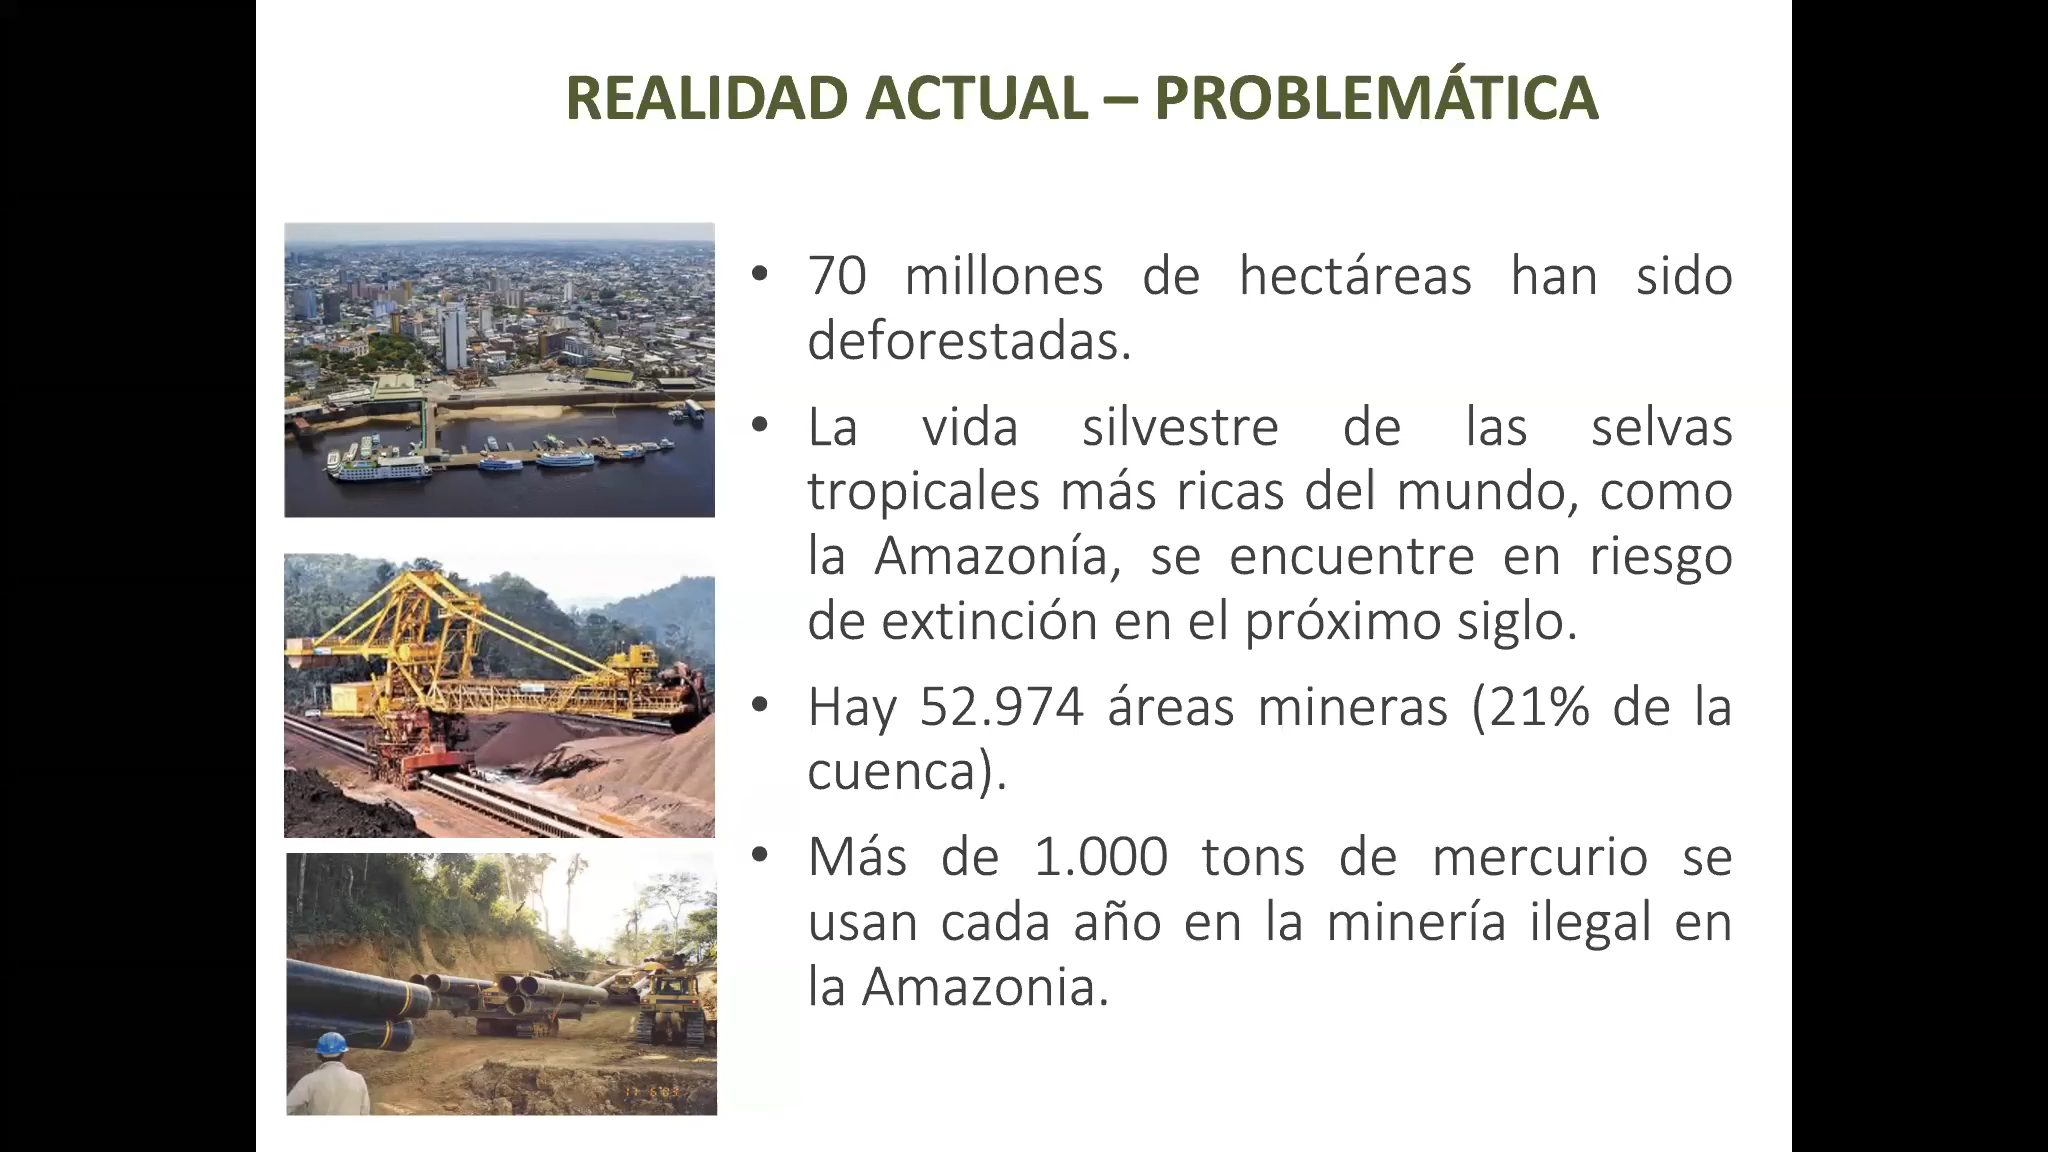 REALIDAD ACTUAL – PROBLEMÁTICA
• 70 millones de hectáreas han sido
deforestadas.
• La vida silvestre de las selvas
tropicales más ricas del mundo, como
la Amazonía, se encuentre en riesgo
de extinción en el próximo siglo.
• Hay 52.974 áreas mineras (21% de la
cuenca).
• Más de 1.000 tons de mercurio se
usan cada año en la minería ilegal en
la Amazonia.